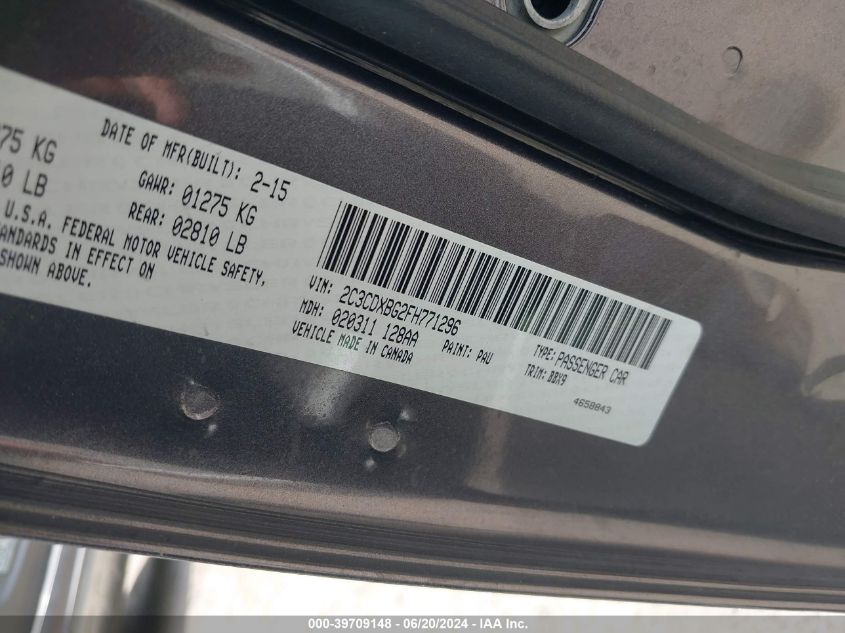 75 KG
0 LB
DATE OF MFR(BUILT): 2-15
GAWR: 01275 KG
REAR: 02810 LB
U.S.A. FEDERAL MOTOR VEHICLE SAFETY,
ANDARDS IN EFFECT ON
SHOWN ABOVE.
VIN: 2C3CDXBG2FH771296
MDH: 020311 128AA PAINT: PAU
VEHICLE MADE IN CANADA
TYPE: PASSENGER CAR
TRIM: BBX9
4658843
000-39709148 - 06/20/2024 - IAA Inc.